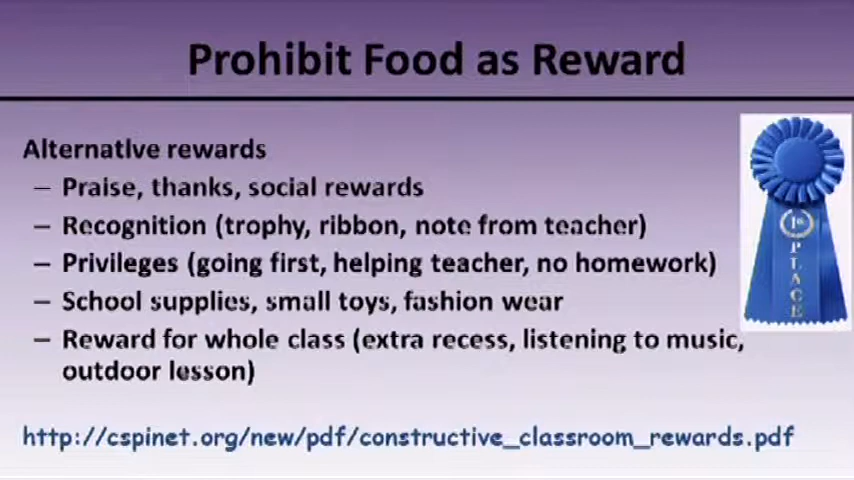 Prohibit Food as Reward
Alternative rewards
– Praise, thanks, social rewards
– Recognition (trophy, ribbon, note from teacher)
– Privileges (going first, helping teacher, no homework)
– School supplies, small toys, fashion wear
– Reward for whole class (extra recess, listening to music,
outdoor lesson)
1st
PLACE
http://cspinet.org/new/pdf/constructive_classroom_rewards.pdf